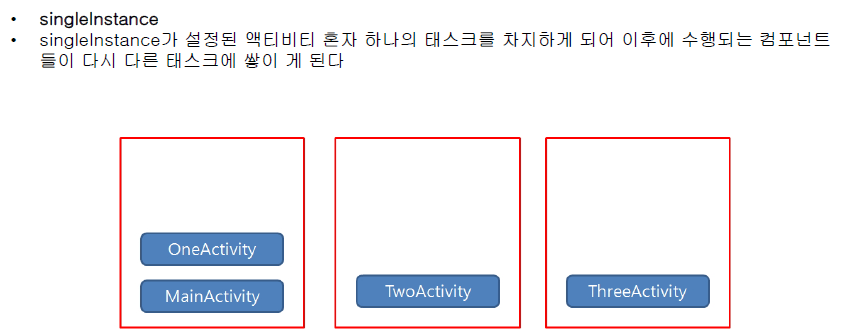 • singleInstance
• singleInstance가 설정된 액티비티 혼자 하나의 태스크를 차지하게 되어 이후에 수행되는 컴포넌트
들이 다시 다른 태스크에 쌓이 게 된다
OneActivity
MainActivity
TwoActivity
ThreeActivity